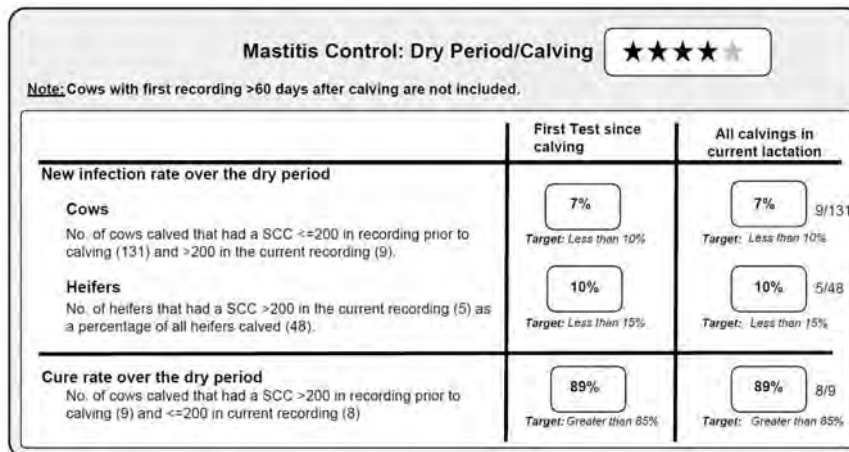 Mastitis Control: Dry Period/Calving ★★★★★
Note: Cows with first recording >60 days after calving are not included.
First Test since
calving
All calvings in
current lactation
New infection rate over the dry period
Cows
No. of cows calved that had a SCC <=200 in recording prior to
calving (131) and >200 in the current recording (9).
7%
Target: Less than 10%
7%
9/131
Target: Less than 10%
Heifers
No. of heifers that had a SCC >200 in the current recording (5) as
a percentage of all heifers calved (48).
10%
Target: Less than 15%
10%
5/48
Target: Less than 15%
Cure rate over the dry period
No. of cows calved that had a SCC >200 in recording prior to
calving (9) and <=200 in current recording (8)
89%
Target: Greater than 85%
89%
8/9
Target: Greater than 85%